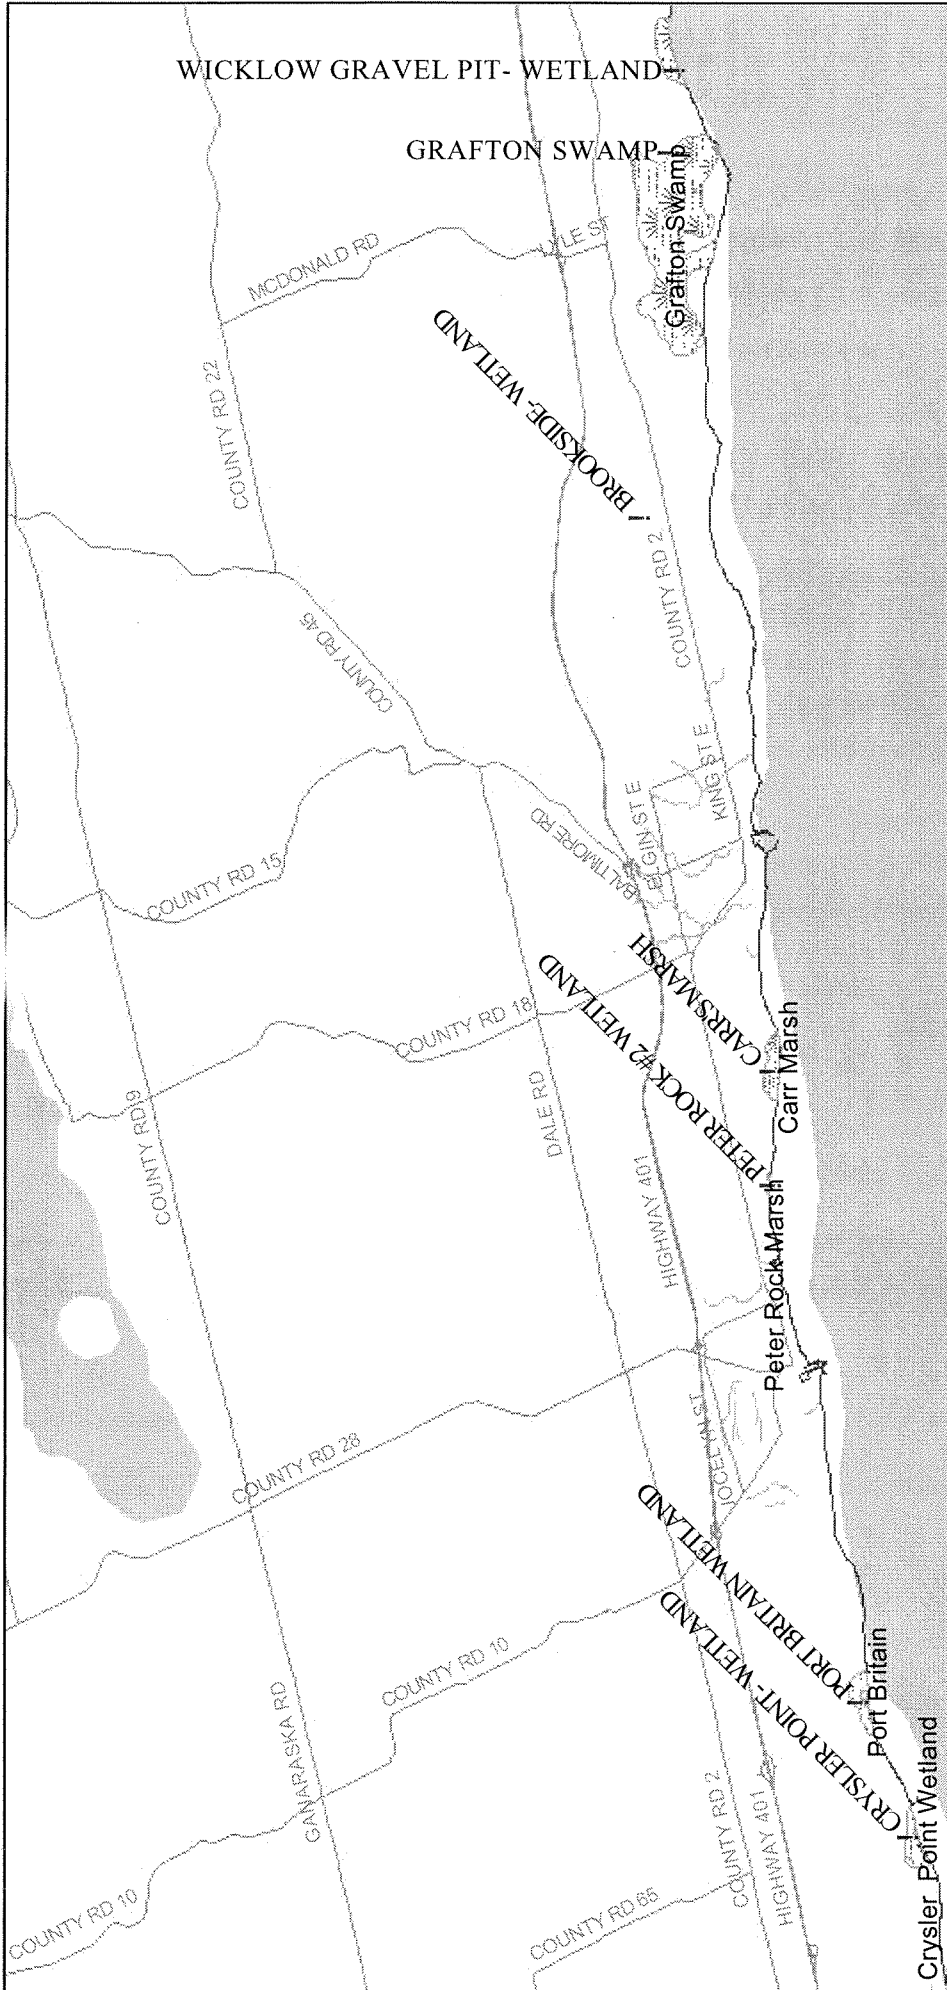 WICKLOW GRAVEL PIT- WETLAND
GRAFTON SWAMP
Grafton Swamp
MCDONALD RD
LYLE ST
COUNTY RD 22
BROOKSIDE- WETLAND
COUNTY RD 2
COUNTY RD 45
KING ST E
ELGIN ST E
BALTIMORE RD
COUNTY RD 15
CARR'S MARSH
Carr Marsh
PETER ROCK #2 WETLAND
Peter Rock Marsh
COUNTY RD 18
DALE RD
COUNTY RD 9
HIGHWAY 401
COUNTY RD 28
JOCELYN ST
PORT BRITAIN WETLAND
Port Britain
CRYSLER POINT- WETLAND
Crysler Point Wetland
COUNTY RD 10
GANARASKA RD
COUNTY RD 10
COUNTY RD 65
COUNTY RD 2
HIGHWAY 401